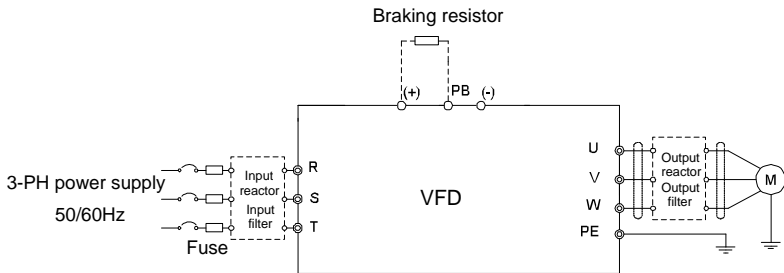 Braking resistor
(+)
PB
(-)
3-PH power supply
50/60Hz
Fuse
Input
reactor
Input
filter
R
S
T
VFD
U
V
W
PE
Output
reactor
Output
filter
M